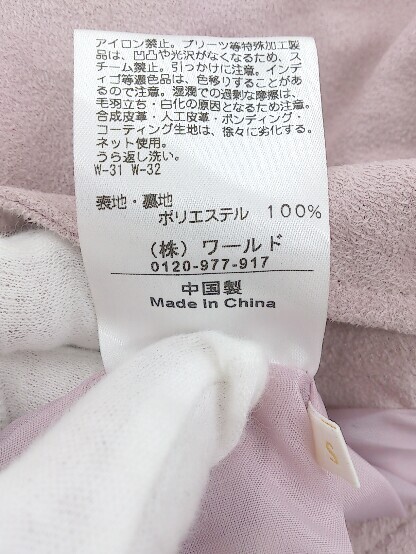 アイロン禁止。プリーツ等特殊加工製
品は、凹凸や光沢がなくなるため、ス
チーム禁止。引っかけに注意。インディ
ゴ等濃色品は、色移りすることがあ
るので注意。湿潤での過剰な摩擦は、
毛羽立ち・白化の原因となるため注意。
合成皮革・人工皮革・ボンディング・
コーティング生地は、徐々に劣化する。
ネット使用。
うら返し洗い。
W-31 W-32
表地・裏地
ポリエステル 100%
(株) ワールド
0120-977-917
中国製
Made in China
S